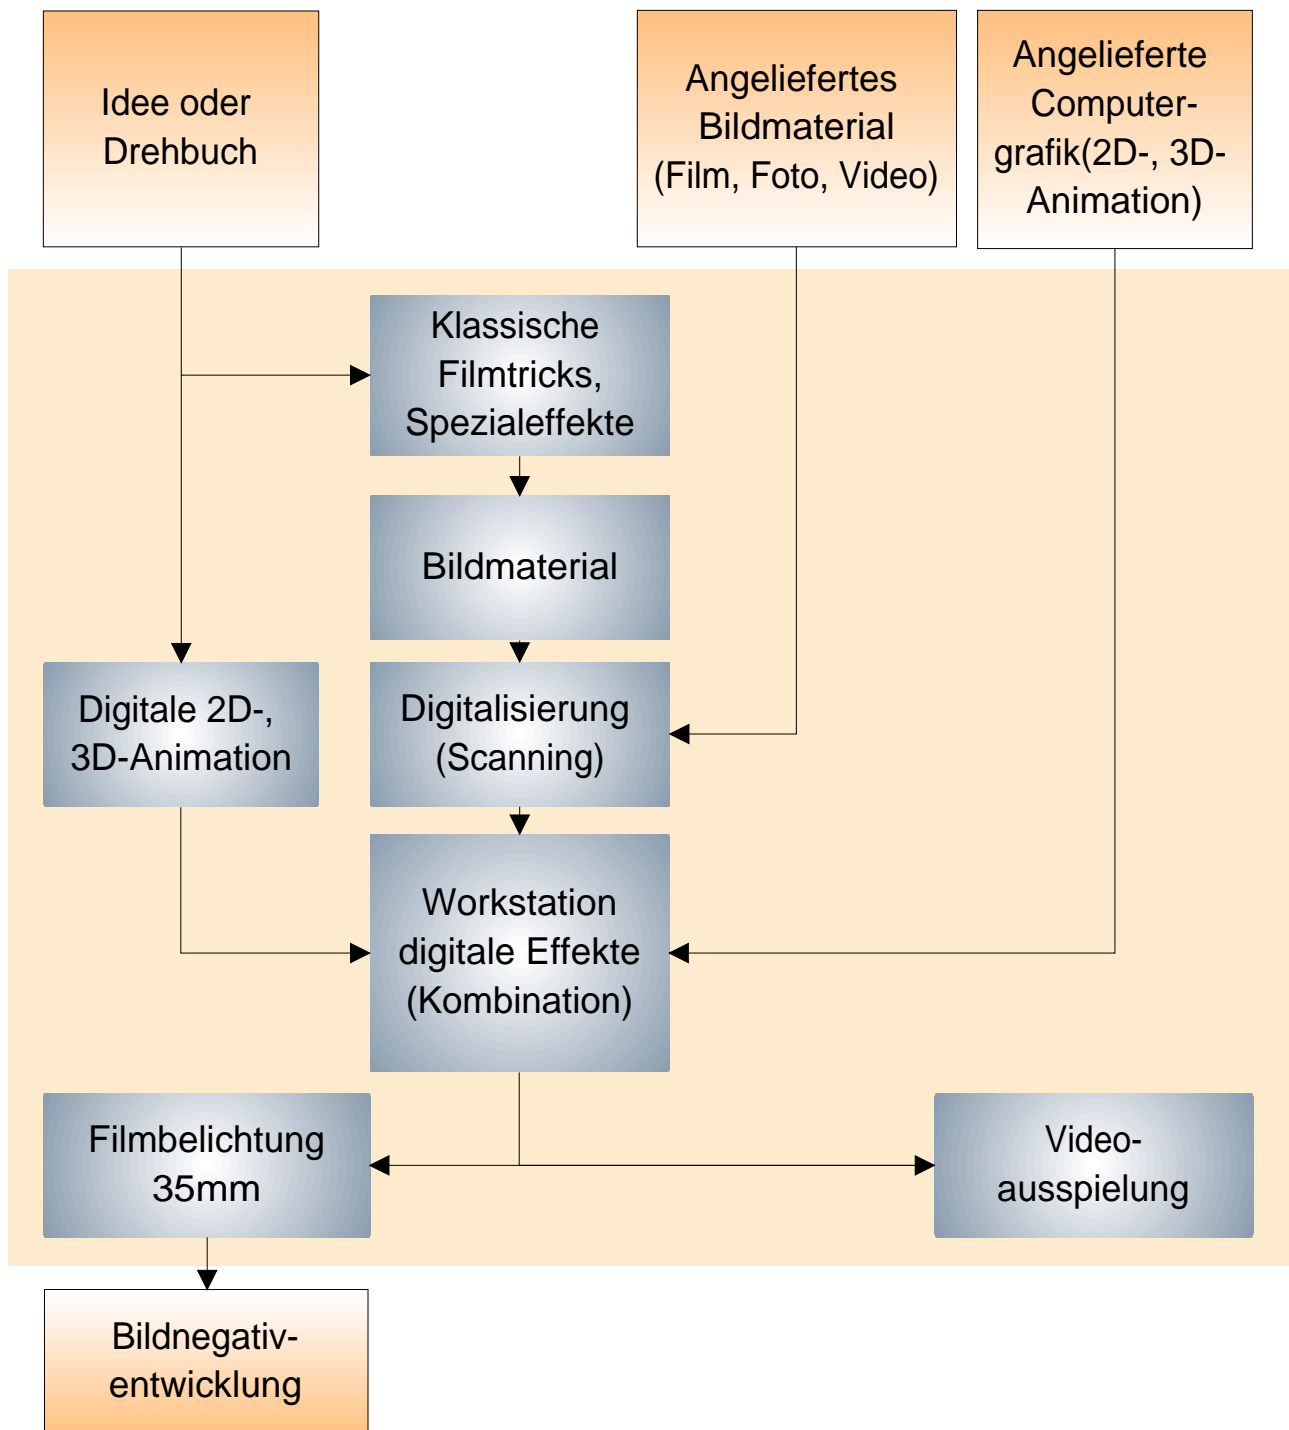 Idee oder
Drehbuch
Angeliefertes
Bildmaterial
(Film, Foto, Video)
Angelieferte
Computer-
grafik(2D-, 3D-
Animation)
Klassische
Filmtricks,
Spezialeffekte
Bildmaterial
Digitale 2D-,
3D-Animation
Digitalisierung
(Scanning)
Workstation
digitale Effekte
(Kombination)
Filmbelichtung
35mm
Video-
ausspielung
Bildnegativ-
entwicklung